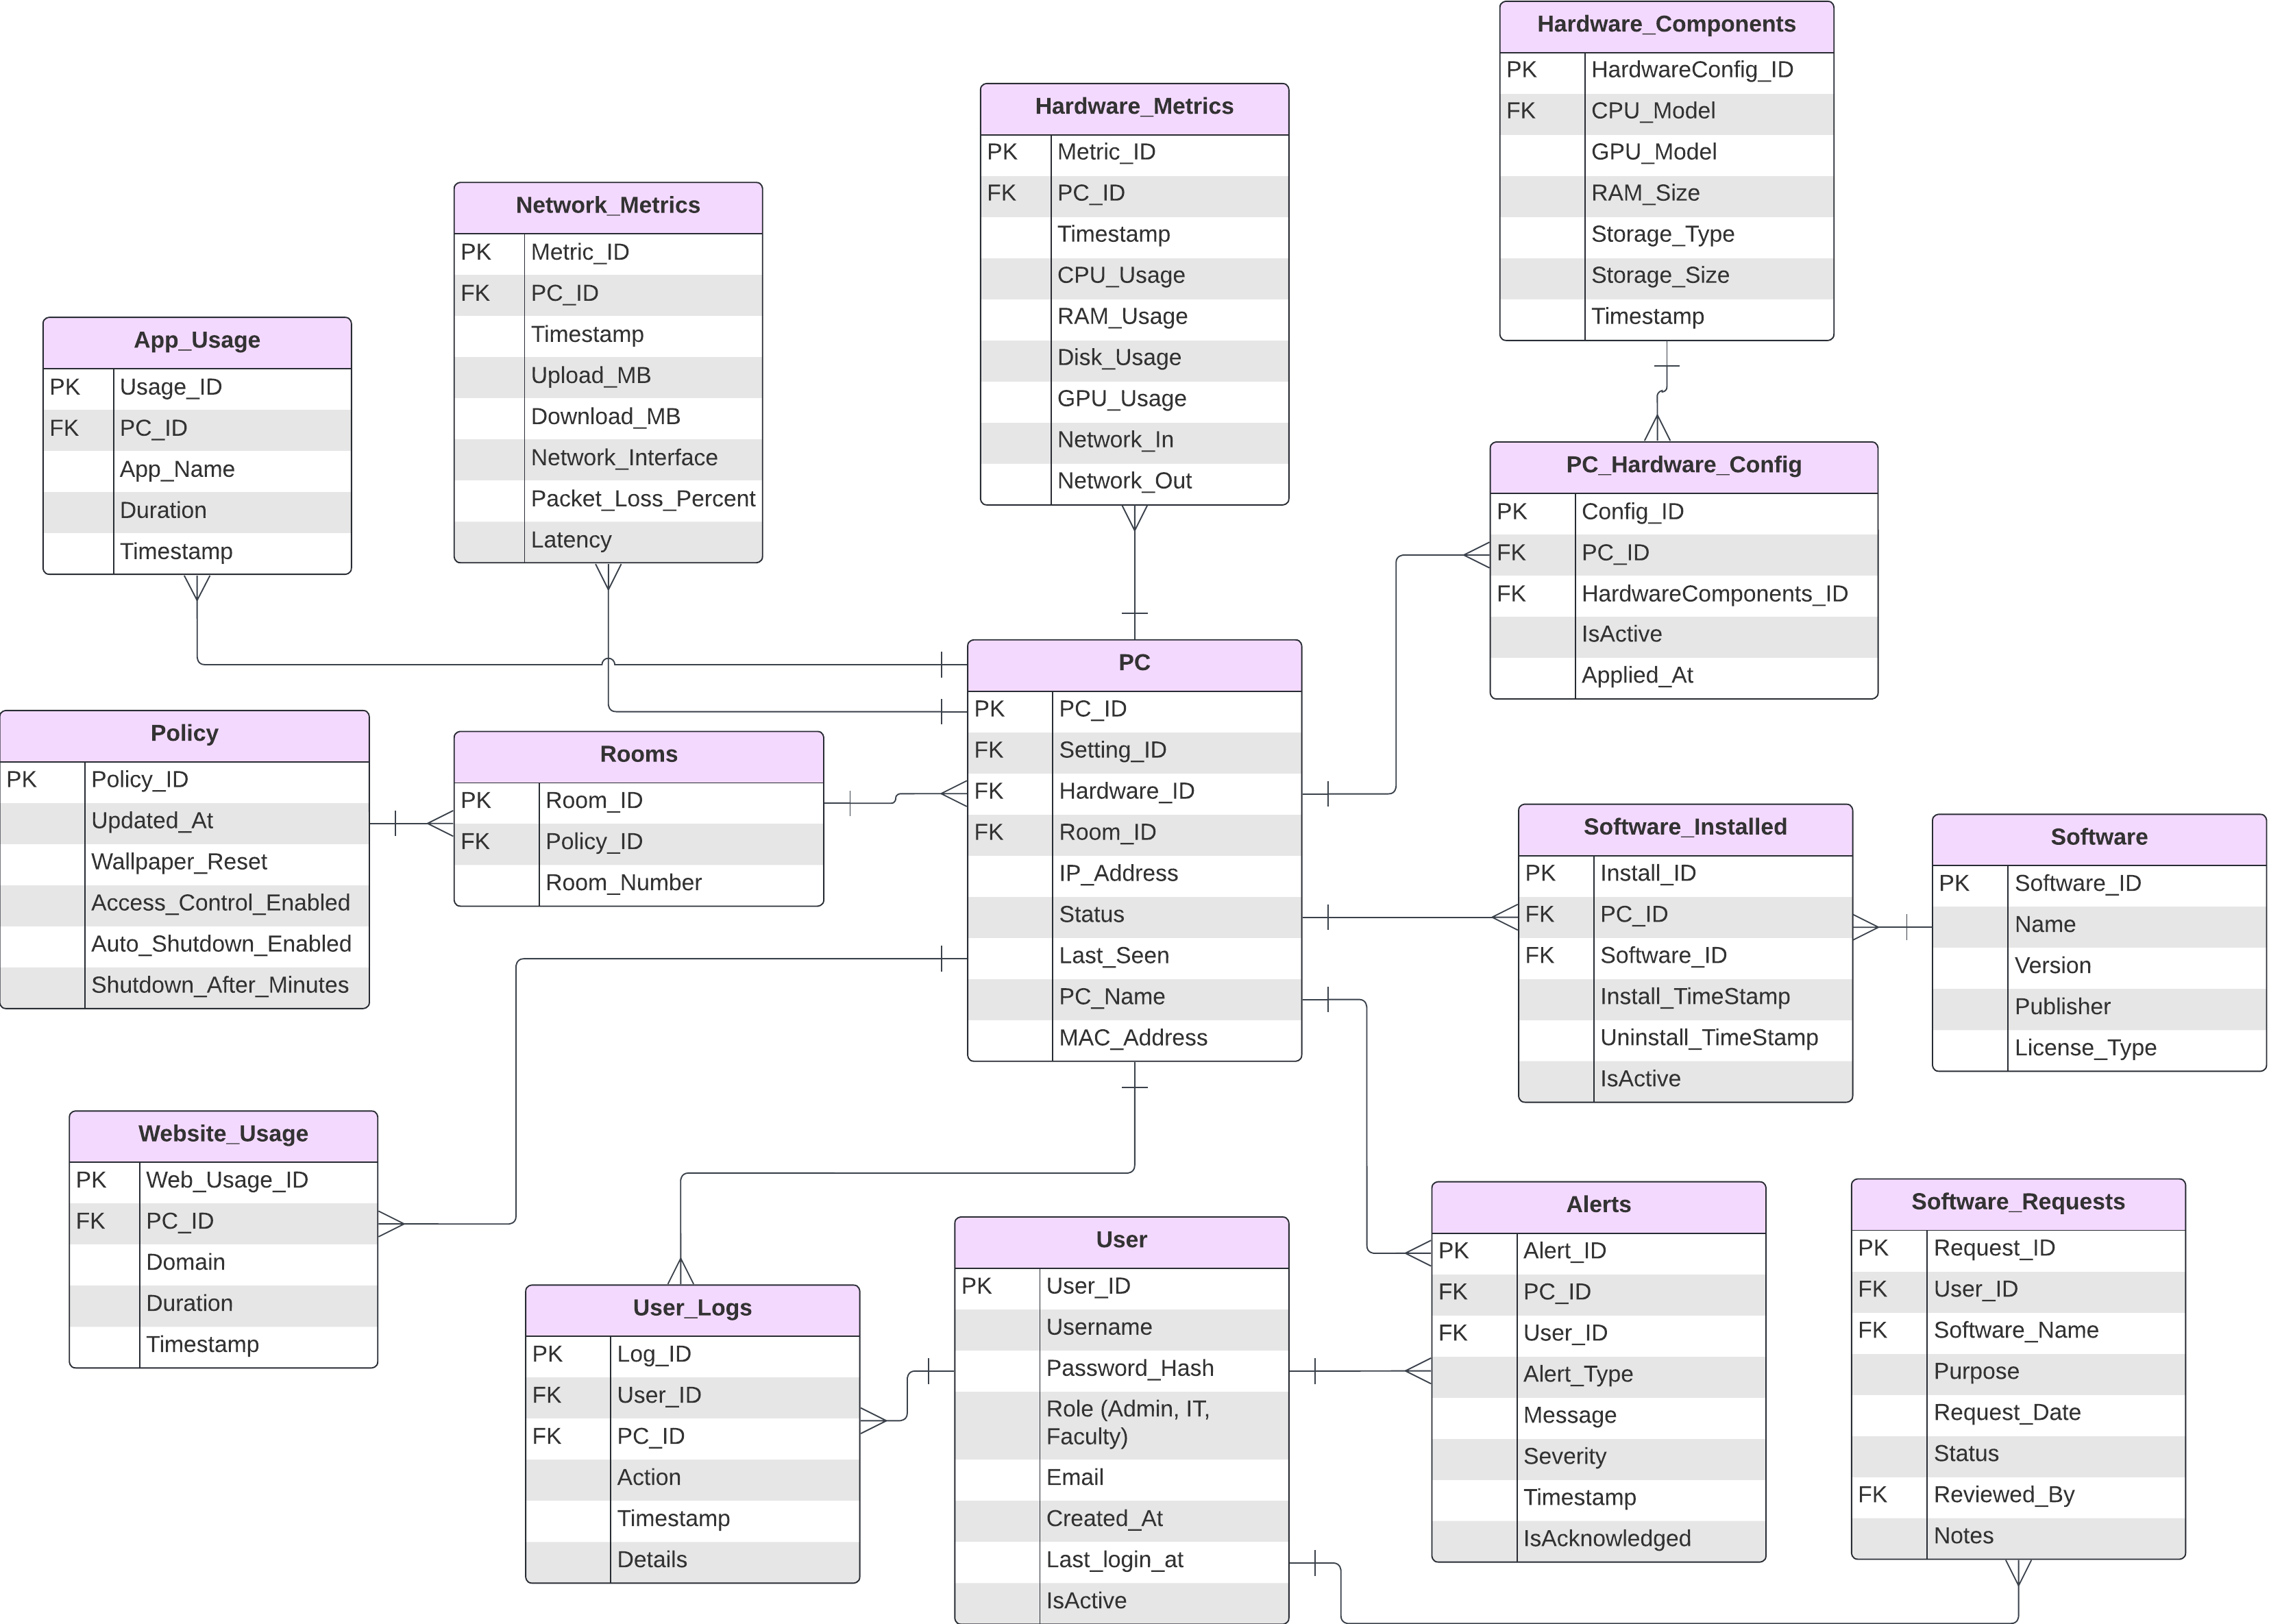 Hardware_Components
PK HardwareConfig_ID
FK CPU_Model
GPU_Model
RAM_Size
Storage_Type
Storage_Size
Timestamp
Hardware_Metrics
PK Metric_ID
FK PC_ID
Timestamp
CPU_Usage
RAM_Usage
Disk_Usage
GPU_Usage
Network_In
Network_Out
Network_Metrics
PK Metric_ID
FK PC_ID
Timestamp
Upload_MB
Download_MB
Network_Interface
Packet_Loss_Percent
Latency
App_Usage
PK Usage_ID
FK PC_ID
App_Name
Duration
Timestamp
PC_Hardware_Config
PK Config_ID
FK PC_ID
FK HardwareComponents_ID
IsActive
Applied_At
PC
PK PC_ID
FK Setting_ID
FK Hardware_ID
FK Room_ID
IP_Address
Status
Last_Seen
PC_Name
MAC_Address
Policy
PK Policy_ID
Updated_At
Wallpaper_Reset
Access_Control_Enabled
Auto_Shutdown_Enabled
Shutdown_After_Minutes
Rooms
PK Room_ID
FK Policy_ID
Room_Number
Software_Installed
PK Install_ID
FK PC_ID
FK Software_ID
Install_TimeStamp
Uninstall_TimeStamp
IsActive
Software
PK Software_ID
Name
Version
Publisher
License_Type
Website_Usage
PK Web_Usage_ID
FK PC_ID
Domain
Duration
Timestamp
User_Logs
PK Log_ID
FK User_ID
FK PC_ID
Action
Timestamp
Details
User
PK User_ID
Username
Password_Hash
Role (Admin, IT,
Faculty)
Email
Created_At
Last_login_at
IsActive
Alerts
PK Alert_ID
FK PC_ID
FK User_ID
Alert_Type
Message
Severity
Timestamp
IsAcknowledged
Software_Requests
PK Request_ID
FK User_ID
FK Software_Name
Purpose
Request_Date
Status
FK Reviewed_By
Notes